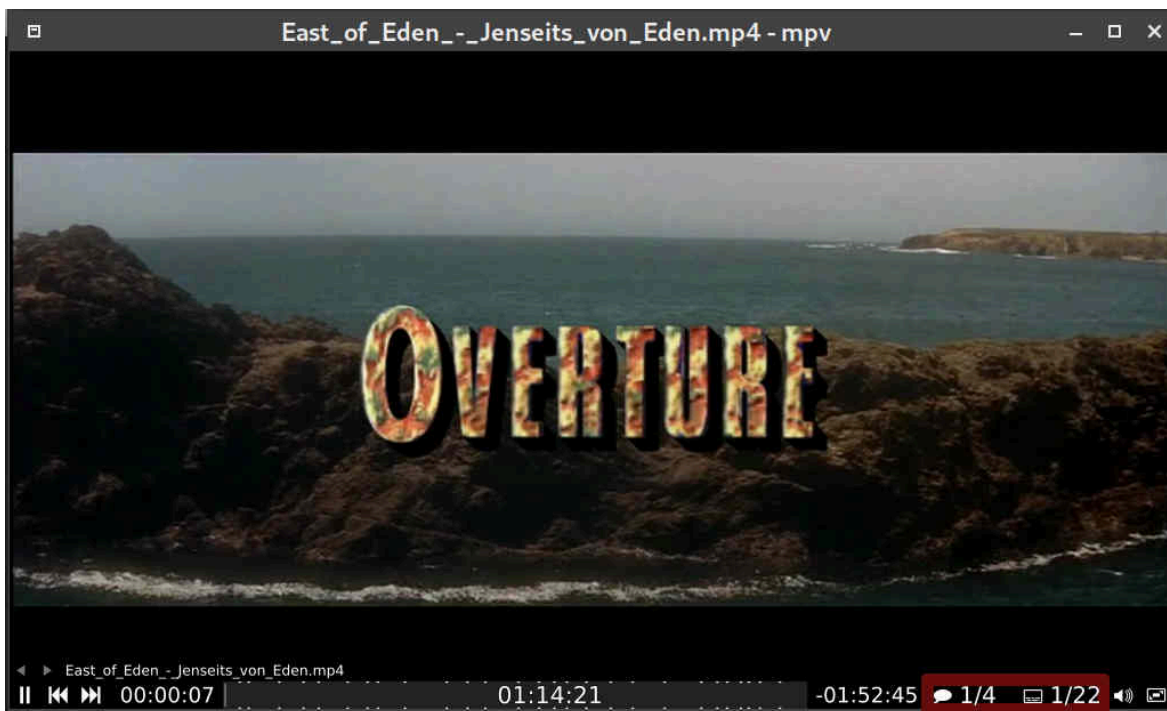 East_of_Eden_-_Jenseits_von_Eden.mp4 - mpv
OVERTURE
East_of_Eden_-_Jenseits_von_Eden.mp4
00:00:07 01:14:21 -01:52:45 1/4 1/22